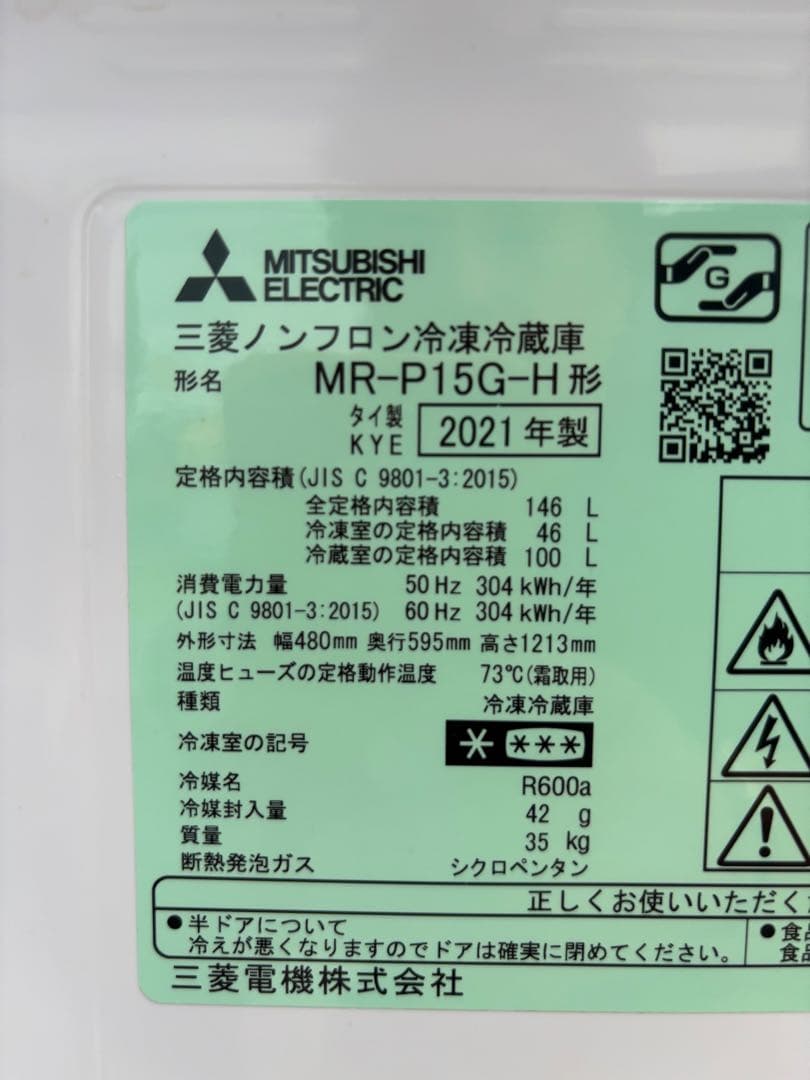 MITSUBISHI
ELECTRIC
G
三菱ノンフロン冷凍冷蔵庫
形名 MR-P15G-H形
タイ製
KYE 2021年製
定格内容積(JIS C 9801-3:2015)
全定格内容積 146 L
冷凍室の定格内容積 46 L
冷蔵室の定格内容積 100 L
消費電力量 50Hz 304kWh/年
(JIS C 9801-3:2015) 60Hz 304kWh/年
外形寸法 幅480mm 奥行595mm 高さ1213mm
温度ヒューズの定格動作温度 73℃(霜取用)
種類 冷凍冷蔵庫
冷凍室の記号 * ***
冷媒名 R600a
冷媒封入量 42 g
質量 35 kg
断熱発泡ガス シクロペンタン
正しくお使いいただく
●半ドアについて
冷えが悪くなりますのでドアは確実に閉めてください。
●食品
食品
三菱電機株式会社